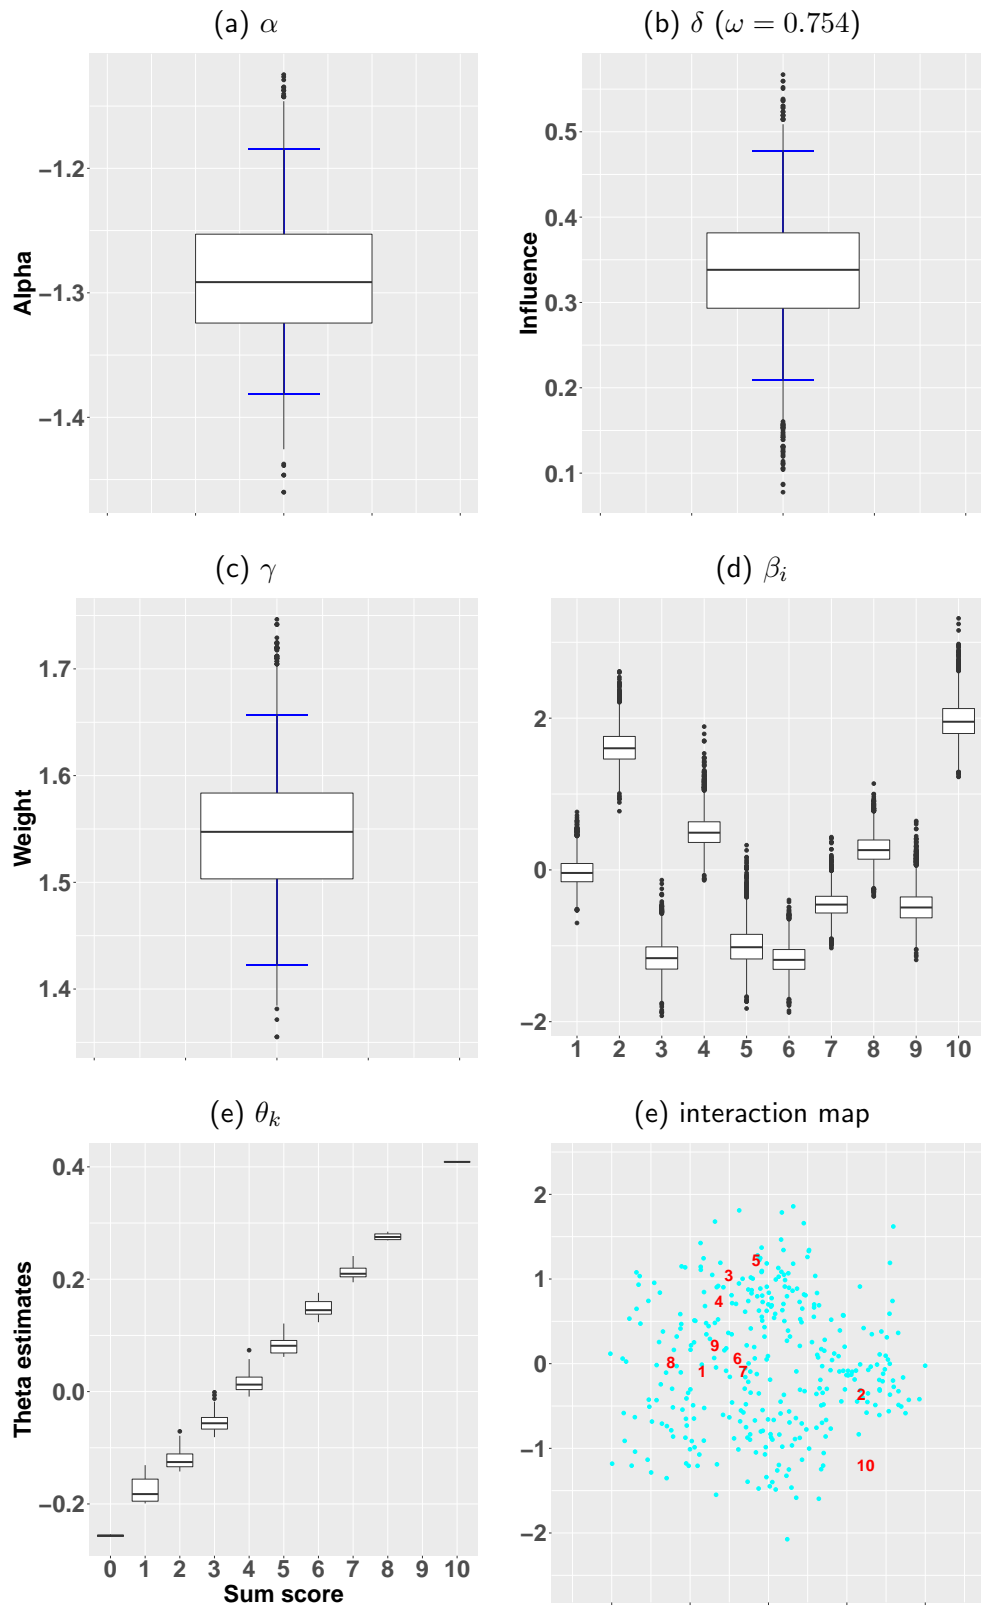 (a) α
(b) δ (ω = 0.754)
−1.2
−1.3
−1.4
Alpha
0.5
0.4
0.3
0.2
0.1
Influence
(c) γ
(d) βi
1.7
1.6
1.5
1.4
Weight
2
0
−2
1 2 3 4 5 6 7 8 9 10
(e) θk
(e) interaction map
0.4
0.2
0.0
−0.2
Theta estimates
0 1 2 3 4 5 6 7 8 9 10
Sum score
2
1
0
−1
−2
5
3
4
9
8
1
6
7
2
10